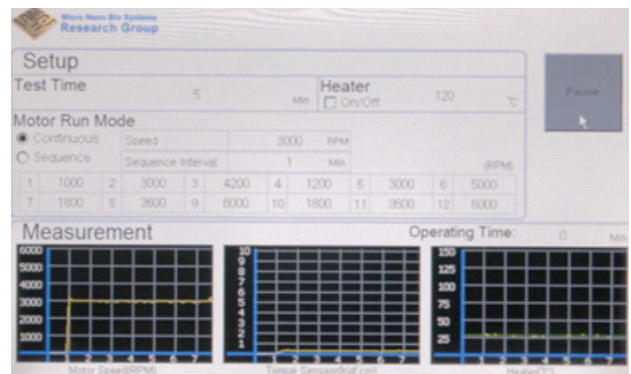 Micro Nano Bio Systems
Research Group
Setup
Test Time 5 Min
Heater
On/Off 120 ℃
Pause
Motor Run Mode
Continuous Speed 3000 RPM
Sequence Sequence Interval 1 Min (RPM)
1 1000 2 3000 3 4200 4 1200 5 3000 6 5000
7 1800 8 3600 9 6000 10 1800 11 3600 12 6000
Measurement Operating Time: 0 Min
6000 5000 4000 3000 2000 1000
1 2 3 4 5 6 7
Motor Speed(RPM)
10 9 8 7 6 5 4 3 2 1
1 2 3 4 5 6 7
Torque Sensor(Kgf.cm)
150 125 100 75 50 25
1 2 3 4 5 6 7
Heater(℃)